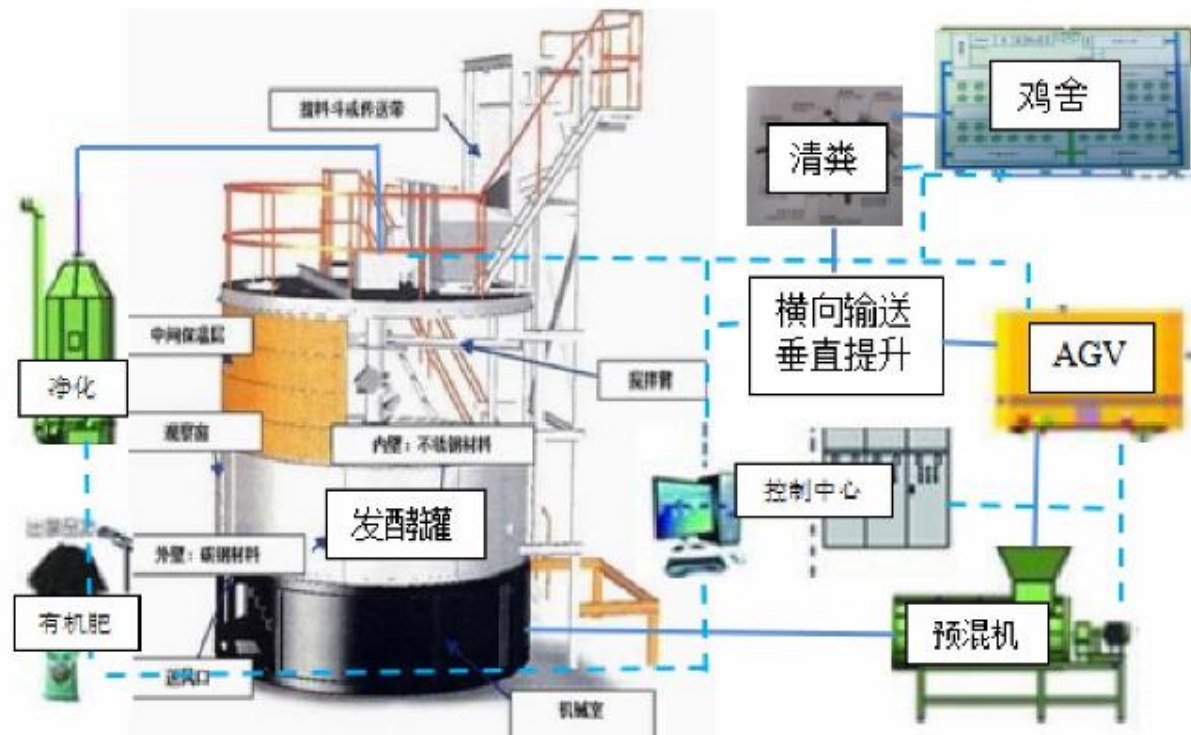 鸡舍
提料斗或传送带
清粪
横向输送
垂直提升
AGV
中间保温层
净化
搅拌臂
观察窗
内壁：不锈钢材料
控制中心
发酵罐
外壁：碳钢材料
有机肥
预混机
送风口
机械室